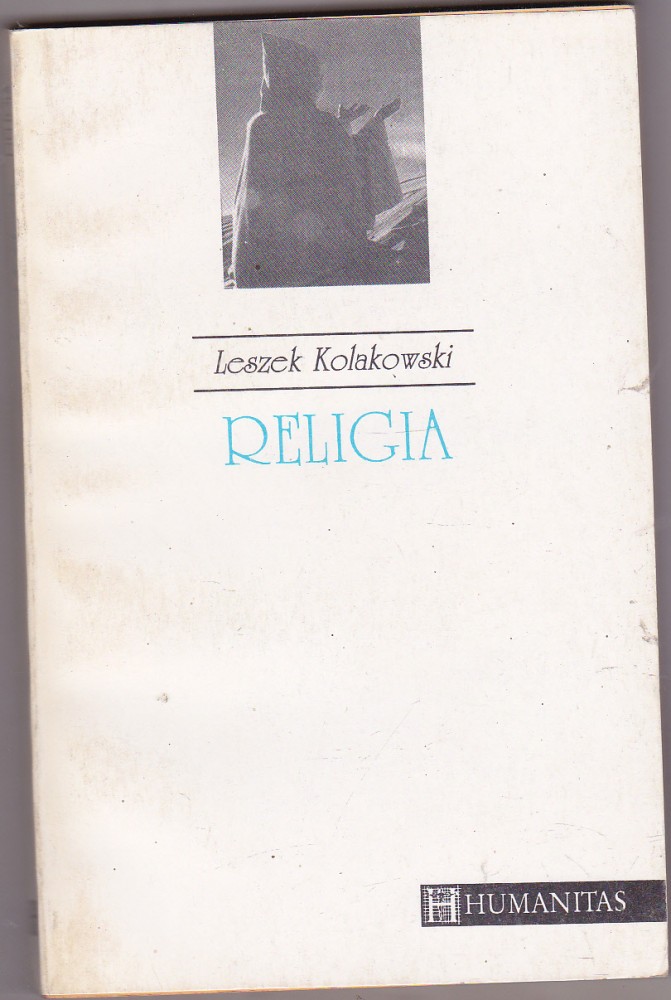 Leszek Kolakowski
RELIGIA
HUMANITAS